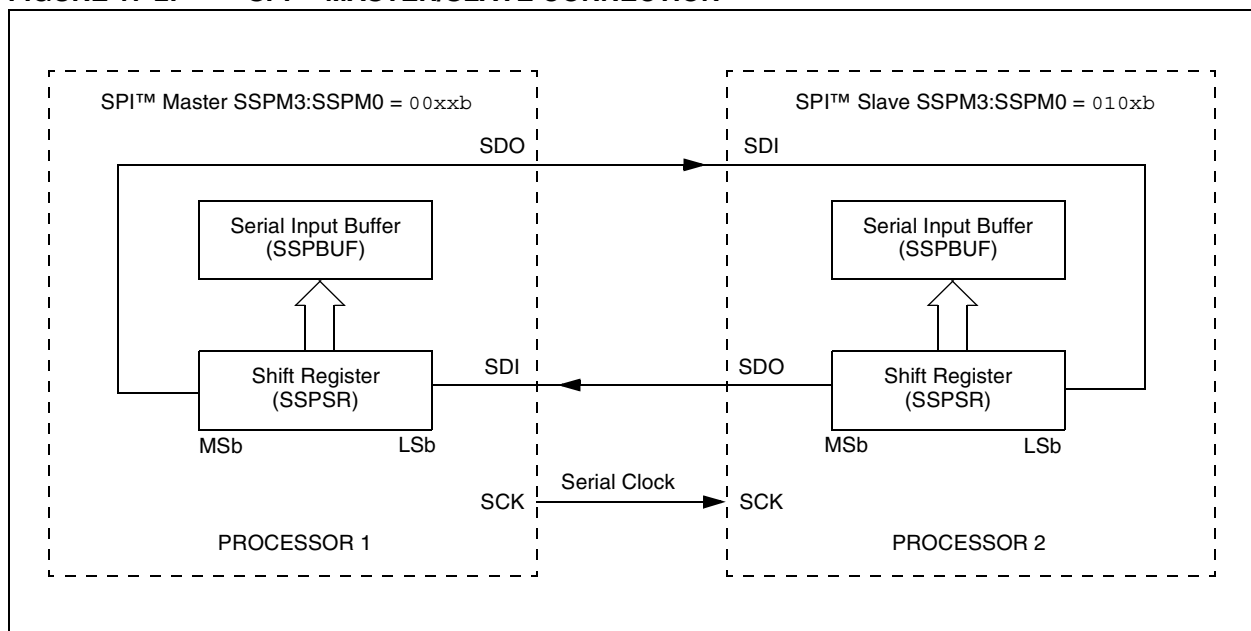 SPI™ Master SSPM3:SSPM0 = 00xxb
SPI™ Slave SSPM3:SSPM0 = 010xb
SDO
SDI
Serial Input Buffer
(SSPBUF)
Serial Input Buffer
(SSPBUF)
SDI
SDO
Shift Register
(SSPSR)
Shift Register
(SSPSR)
MSb
LSb
MSb
LSb
Serial Clock
SCK
SCK
PROCESSOR 1
PROCESSOR 2